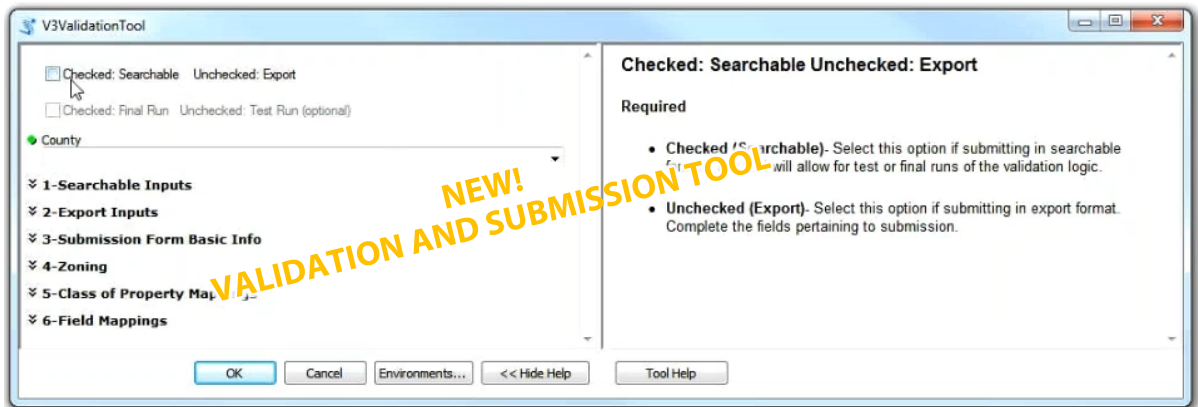 V3ValidationTool
Checked: Searchable Unchecked: Export
Checked: Final Run Unchecked: Test Run (optional)
County
1-Searchable Inputs
2-Export Inputs
3-Submission Form Basic Info
4-Zoning
5-Class of Property Mappings
6-Field Mappings
OK
Cancel
Environments...
<< Hide Help
Tool Help
Checked: Searchable Unchecked: Export
Required
• Checked (Searchable)- Select this option if submitting in searchable
will allow for test or final runs of the validation logic.
• Unchecked (Export)- Select this option if submitting in export format.
Complete the fields pertaining to submission.
NEW!
VALIDATION AND SUBMISSION TOOL